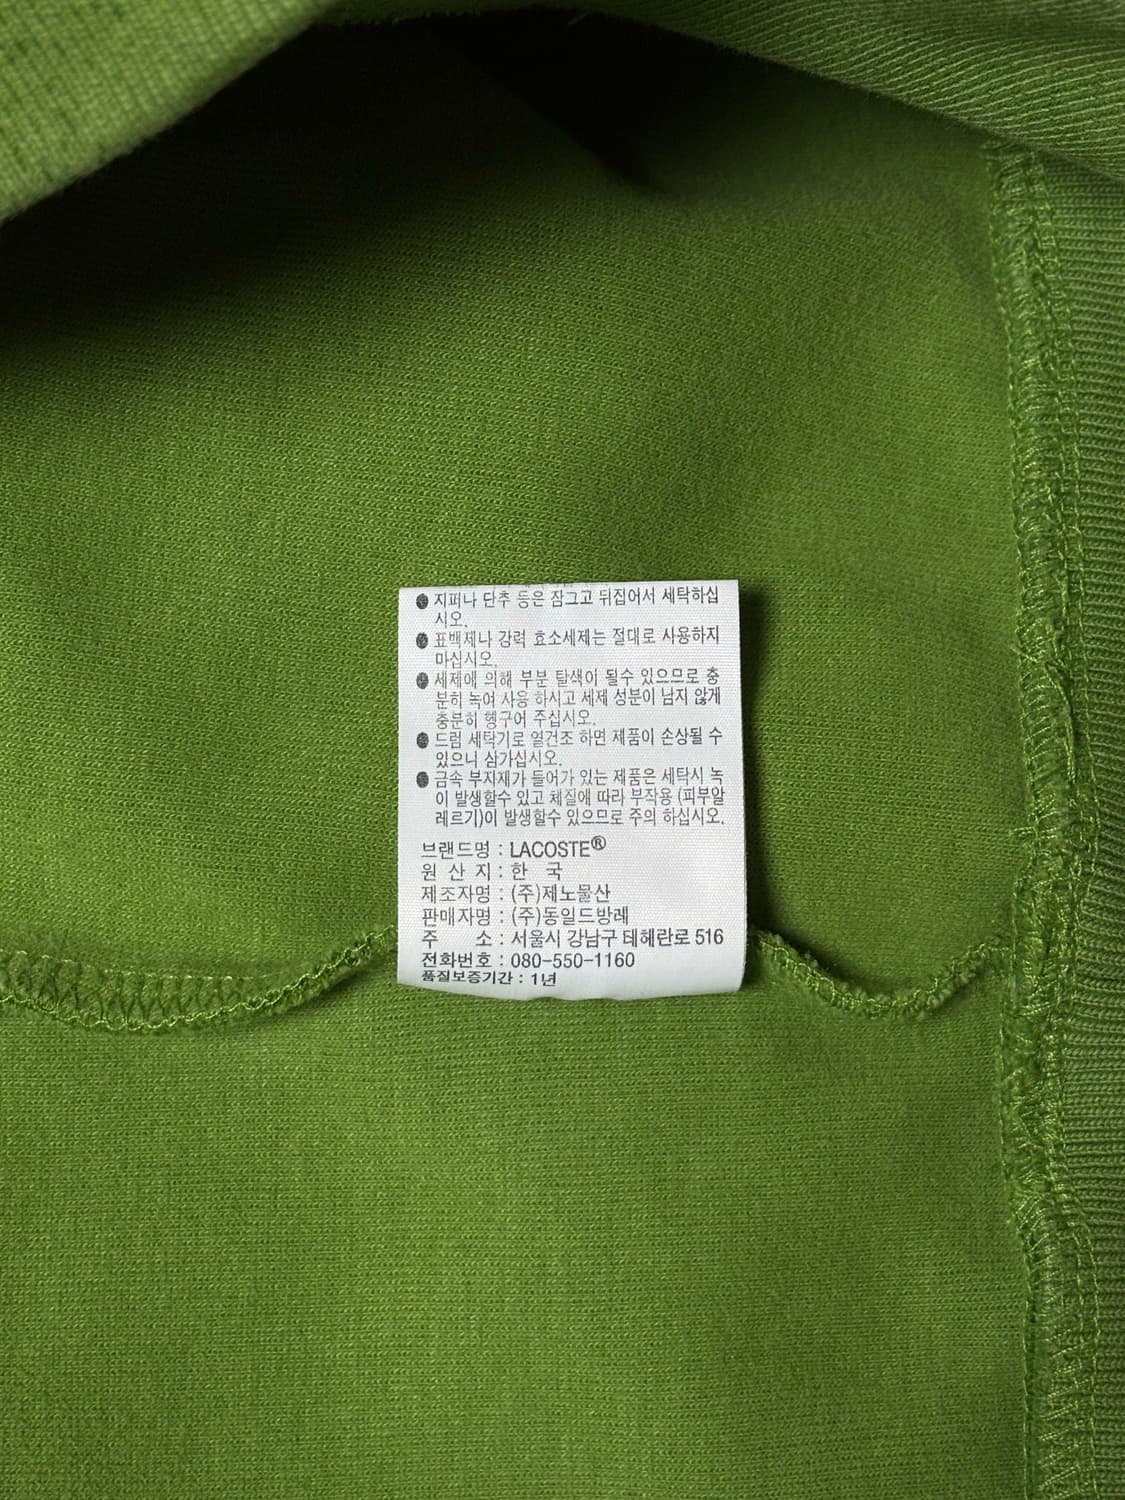 ● 지퍼나 단추 등은 잠그고 뒤집어서 세탁하십
시오.
● 표백제나 강력 효소세제는 절대로 사용하지
마십시오.
● 세제에 의해 부분 탈색이 될수 있으므로 충
분히 녹여 사용 하시고 세제 성분이 남지 않게
충분히 헹구어 주십시오.
● 드럼 세탁기로 열건조 하면 제품이 손상될 수
있으니 삼가십시오.
● 금속 부자재가 들어가 있는 제품은 세탁시 녹
이 발생할수 있고 체질에 따라 부작용 (피부알
레르기)이 발생할수 있으므로 주의 하십시오.
브랜드명 : LACOSTE®
원 산 지 : 한 국
제조자명 : (주)제노물산
판매자명 : (주)동일드방레
주 소 : 서울시 강남구 테헤란로 516
전화번호 : 080-550-1160
품질보증기간 : 1년